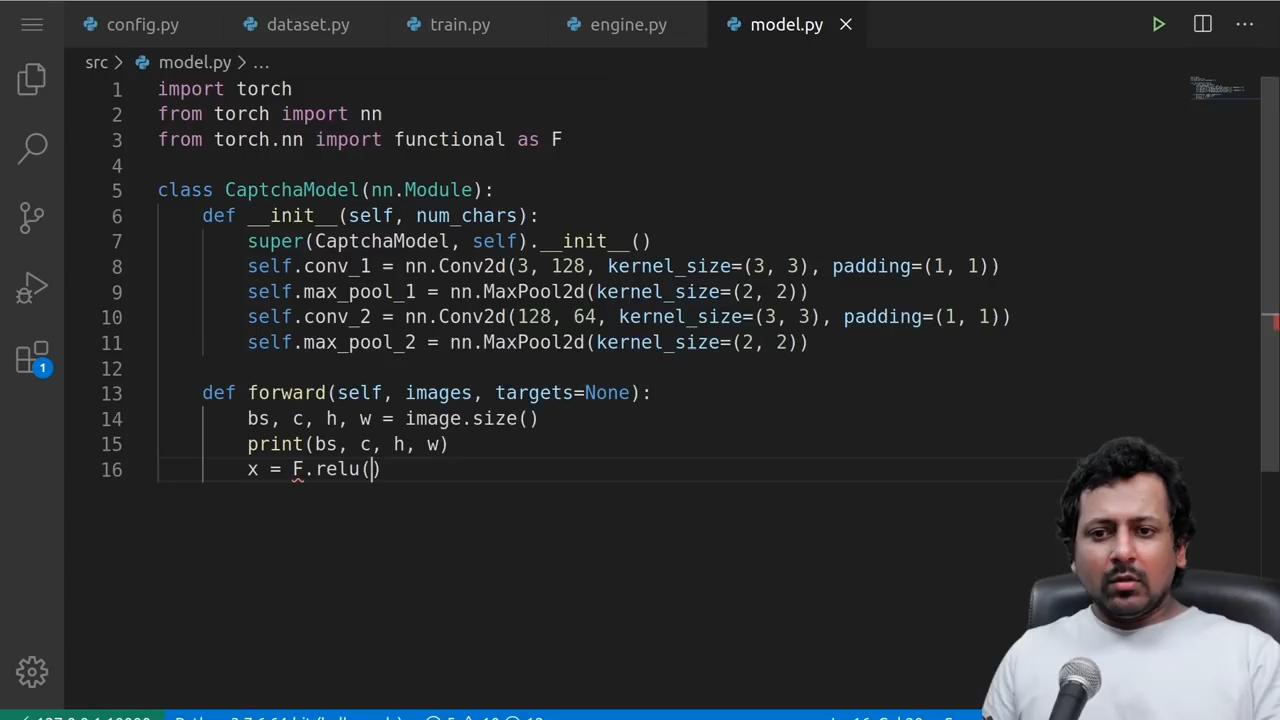 config.py dataset.py train.py engine.py model.py
src model.py ...
1 import torch
2 from torch import nn
3 from torch.nn import functional as F
4
5 class CaptchaModel(nn.Module):
6 def __init__(self, num_chars):
7 super(CaptchaModel, self).__init__()
8 self.conv_1 = nn.Conv2d(3, 128, kernel_size=(3, 3), padding=(1, 1))
9 self.max_pool_1 = nn.MaxPool2d(kernel_size=(2, 2))
10 self.conv_2 = nn.Conv2d(128, 64, kernel_size=(3, 3), padding=(1, 1))
11 self.max_pool_2 = nn.MaxPool2d(kernel_size=(2, 2))
12
13 def forward(self, images, targets=None):
14 bs, c, h, w = image.size()
15 print(bs, c, h, w)
16 x = F.relu()
1